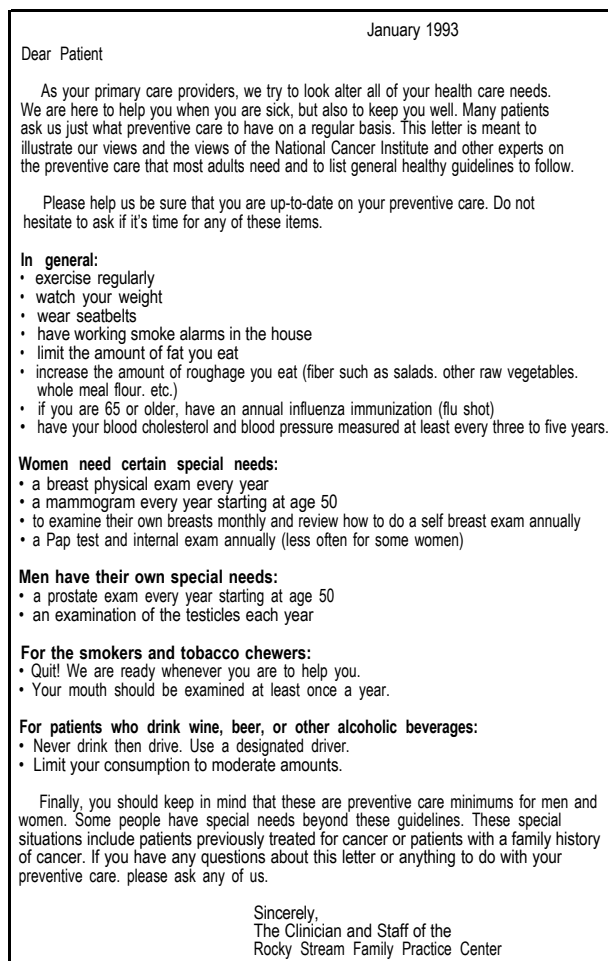 January 1993
Dear Patient
As your primary care providers, we try to look alter all of your health care needs.
We are here to help you when you are sick, but also to keep you well. Many patients
ask us just what preventive care to have on a regular basis. This letter is meant to
illustrate our views and the views of the National Cancer Institute and other experts on
the preventive care that most adults need and to list general healthy guidelines to follow.
Please help us be sure that you are up-to-date on your preventive care. Do not
hesitate to ask if it's time for any of these items.
In general:
• exercise regularly
• watch your weight
• wear seatbelts
• have working smoke alarms in the house
• limit the amount of fat you eat
• increase the amount of roughage you eat (fiber such as salads. other raw vegetables.
whole meal flour. etc.)
• if you are 65 or older, have an annual influenza immunization (flu shot)
• have your blood cholesterol and blood pressure measured at least every three to five years.
Women need certain special needs:
• a breast physical exam every year
• a mammogram every year starting at age 50
• to examine their own breasts monthly and review how to do a self breast exam annually
• a Pap test and internal exam annually (less often for some women)
Men have their own special needs:
• a prostate exam every year starting at age 50
• an examination of the testicles each year
For the smokers and tobacco chewers:
• Quit! We are ready whenever you are to help you.
• Your mouth should be examined at least once a year.
For patients who drink wine, beer, or other alcoholic beverages:
• Never drink then drive. Use a designated driver.
• Limit your consumption to moderate amounts.
Finally, you should keep in mind that these are preventive care minimums for men and
women. Some people have special needs beyond these guidelines. These special
situations include patients previously treated for cancer or patients with a family history
of cancer. If you have any questions about this letter or anything to do with your
preventive care. please ask any of us.
Sincerely,
The Clinician and Staff of the
Rocky Stream Family Practice Center